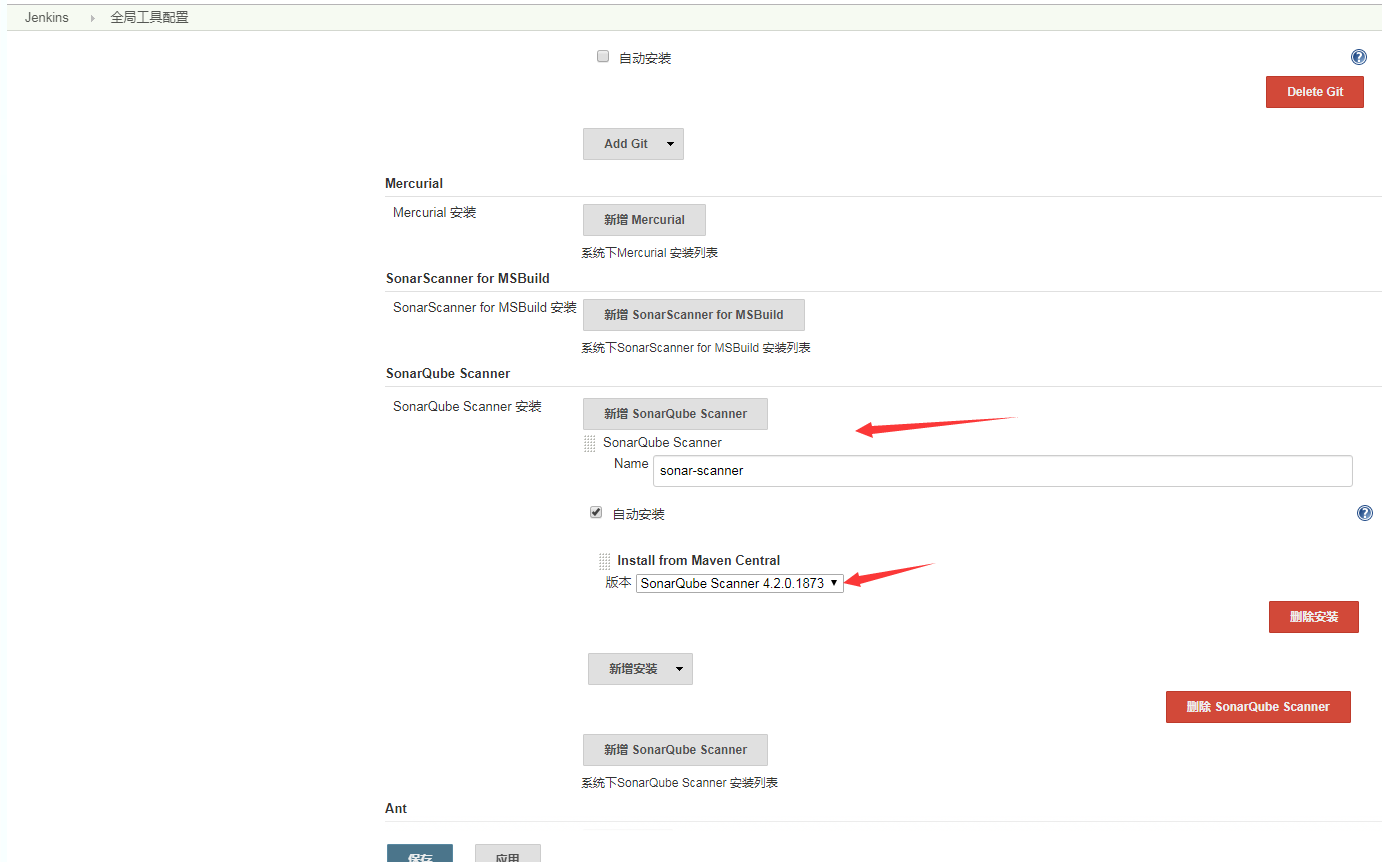 Jenkins 全局工具配置
自动安装
Delete Git
Add Git
Mercurial
Mercurial 安装
新增 Mercurial
系统下Mercurial 安装列表
SonarScanner for MSBuild
SonarScanner for MSBuild 安装
新增 SonarScanner for MSBuild
系统下SonarScanner for MSBuild 安装列表
SonarQube Scanner
SonarQube Scanner 安装
新增 SonarQube Scanner
SonarQube Scanner
Name sonar-scanner
自动安装
Install from Maven Central
版本 SonarQube Scanner 4.2.0.1873
删除安装
新增安装
删除 SonarQube Scanner
新增 SonarQube Scanner
系统下SonarQube Scanner 安装列表
Ant
保存 应用